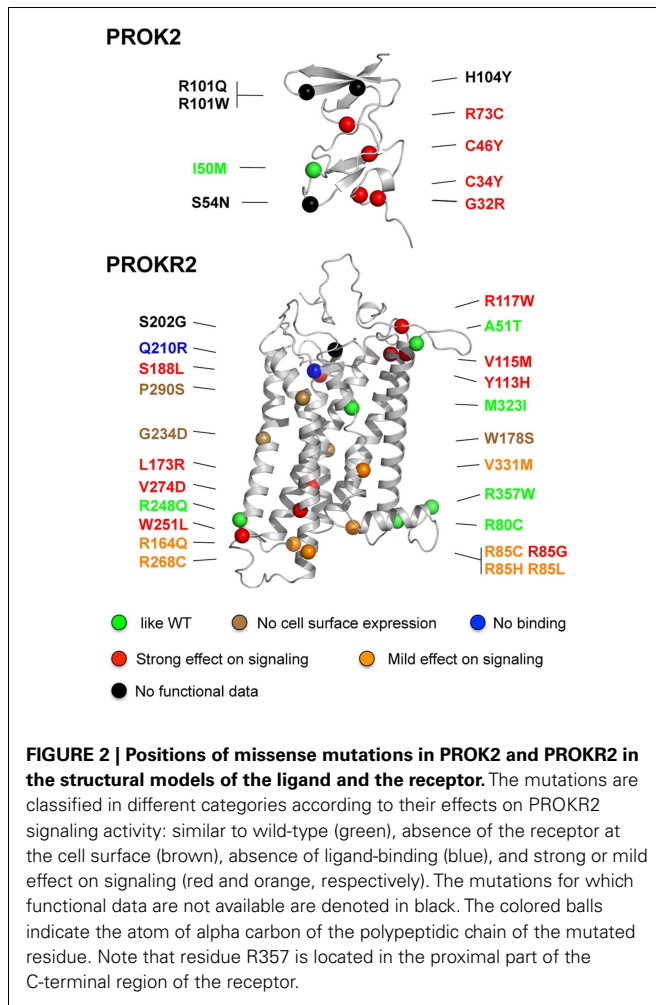 PROK2
R101Q
R101W
I50M
S54N
H104Y
R73C
C46Y
C34Y
G32R
PROKR2
S202G
Q210R
S188L
P290S
G234D
L173R
V274D
R248Q
W251L
R164Q
R268C
R117W
A51T
V115M
Y113H
M323I
W178S
V331M
R357W
R80C
R85C R85G
R85H R85L
like WT
No cell surface expression
No binding
Strong effect on signaling
Mild effect on signaling
No functional data
FIGURE 2 | Positions of missense mutations in PROK2 and PROKR2 in
the structural models of the ligand and the receptor. The mutations are
classified in different categories according to their effects on PROKR2
signaling activity: similar to wild-type (green), absence of the receptor at
the cell surface (brown), absence of ligand-binding (blue), and strong or mild
effect on signaling (red and orange, respectively). The mutations for which
functional data are not available are denoted in black. The colored balls
indicate the atom of alpha carbon of the polypeptidic chain of the mutated
residue. Note that residue R357 is located in the proximal part of the
C-terminal region of the receptor.